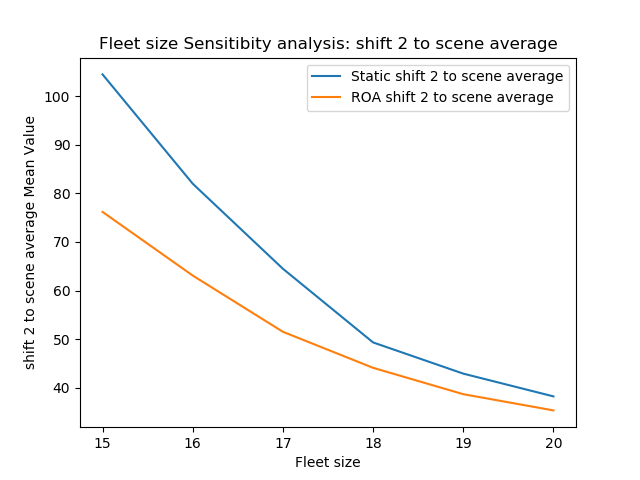 Fleet size Sensitibity analysis: shift 2 to scene average
Static shift 2 to scene average
ROA shift 2 to scene average
shift 2 to scene average Mean Value
100
90
80
70
60
50
40
15 16 17 18 19 20
Fleet size